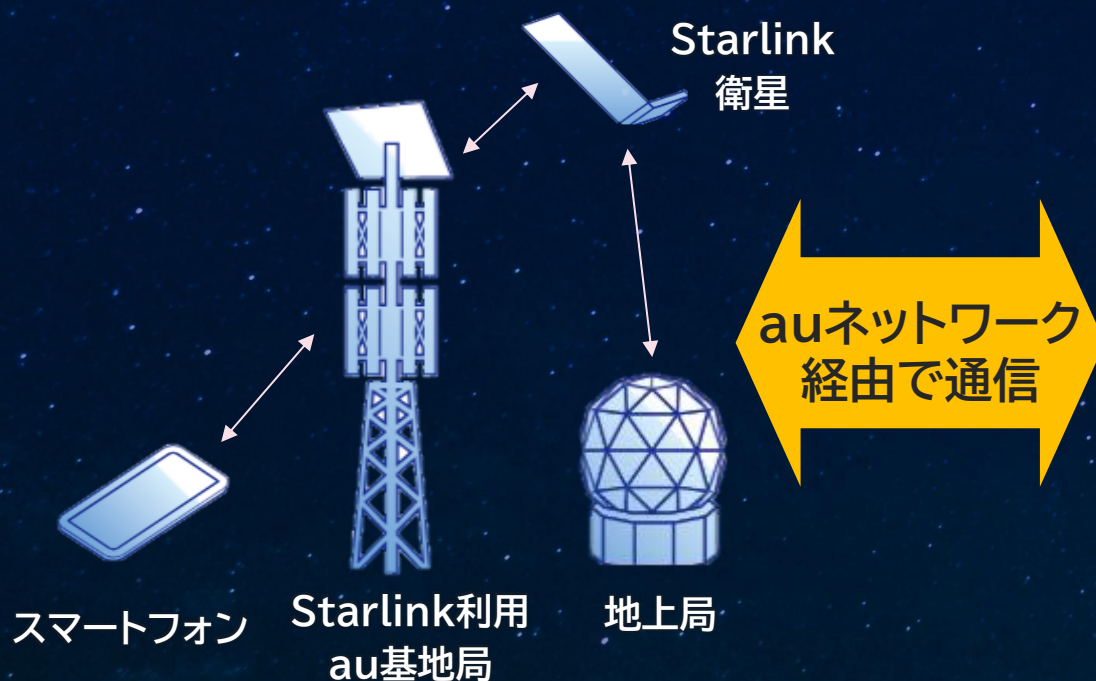 Starlink
衛星
auネットワーク
経由で通信
スマートフォン
Starlink利用
au基地局
地上局